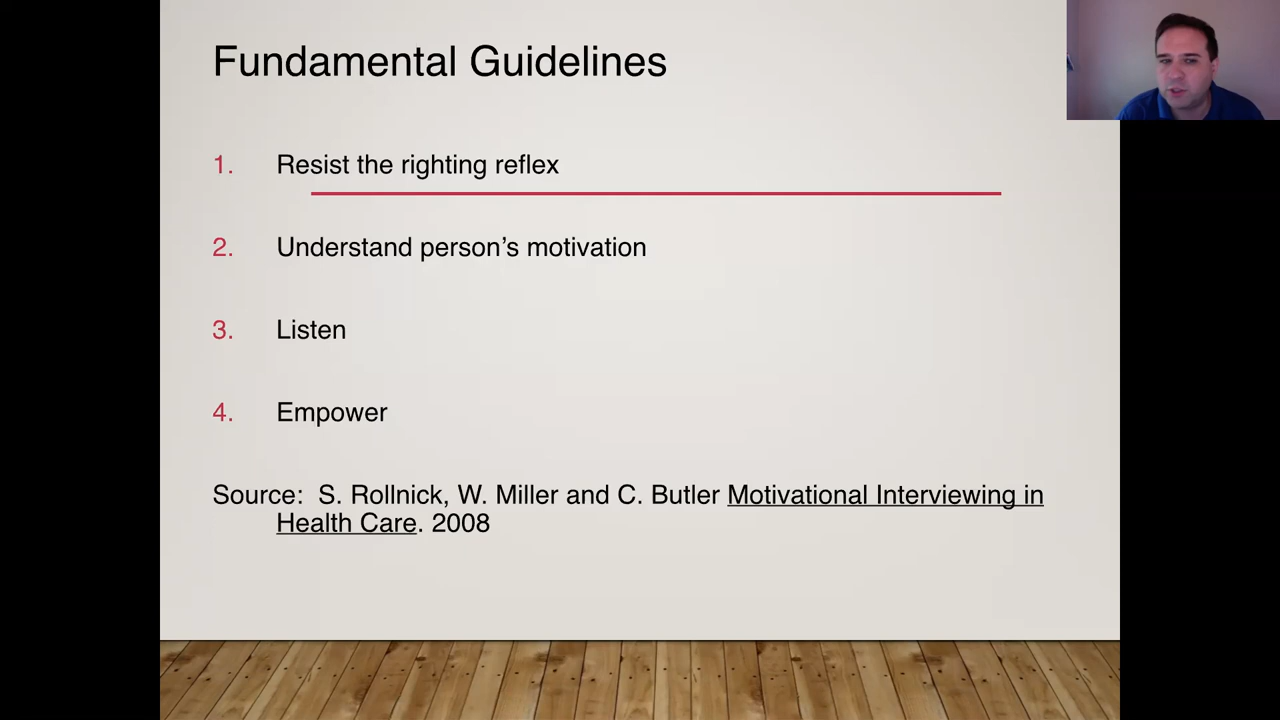 Fundamental Guidelines
1. Resist the righting reflex
2. Understand person’s motivation
3. Listen
4. Empower
Source: S. Rollnick, W. Miller and C. Butler Motivational Interviewing in
Health Care. 2008